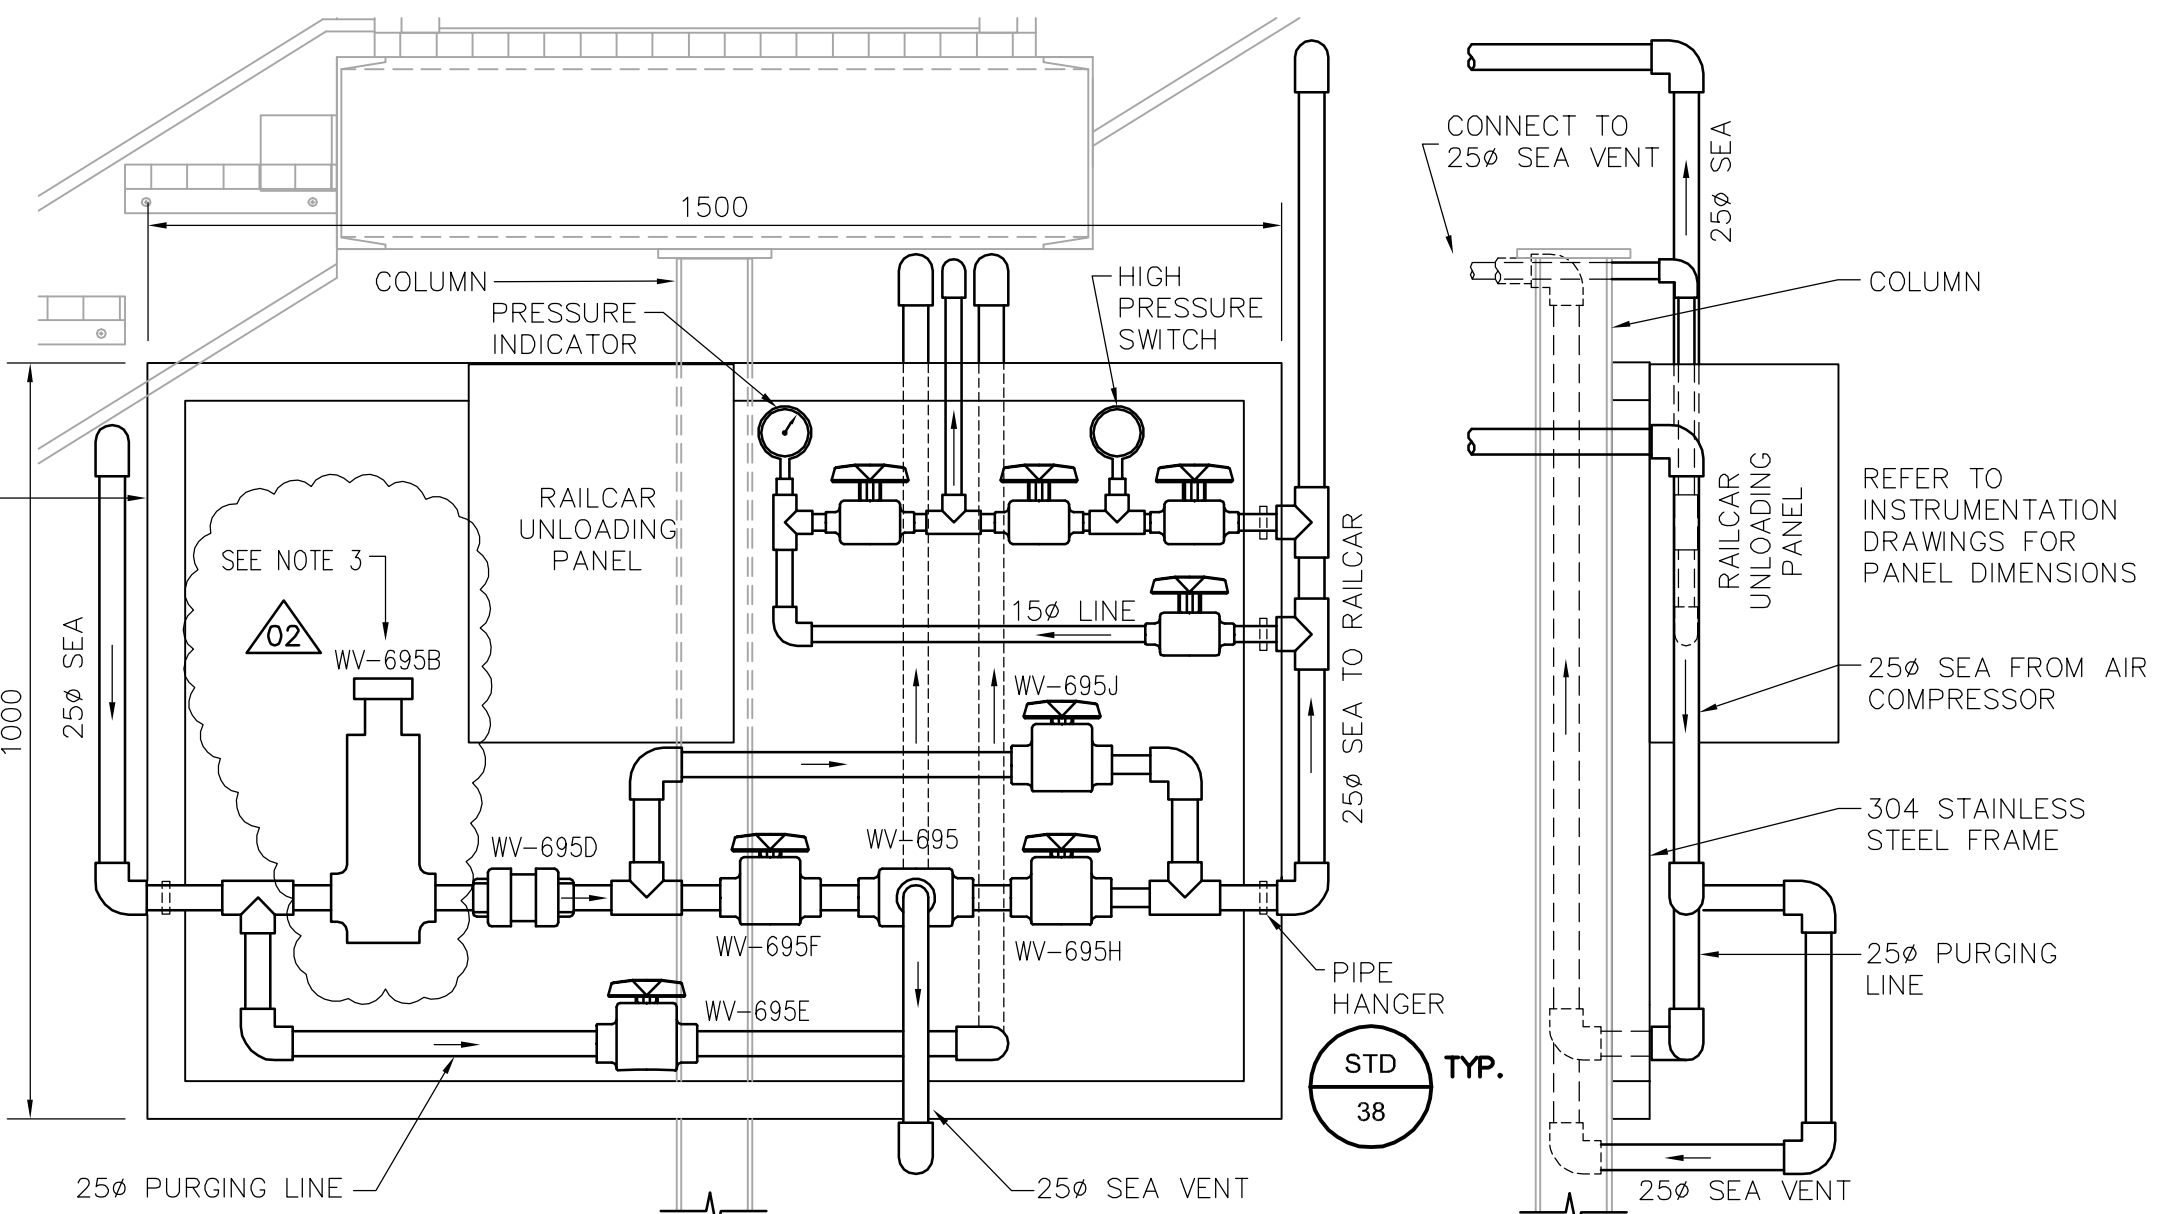 1500
COLUMN
PRESSURE
INDICATOR
HIGH
PRESSURE
SWITCH
RAILCAR
UNLOADING
PANEL
SEE NOTE 3
02
WV-695B
25ø SEA
1000
15ø LINE
WV-695J
25ø SEA TO RAILCAR
WV-695D
WV-695
WV-695F
WV-695H
WV-695E
PIPE
HANGER
STD
38
TYP.
25ø PURGING LINE
25ø SEA VENT
CONNECT TO
25ø SEA VENT
25ø SEA
COLUMN
RAILCAR
UNLOADING
PANEL
REFER TO
INSTRUMENTATION
DRAWINGS FOR
PANEL DIMENSIONS
25ø SEA FROM AIR
COMPRESSOR
304 STAINLESS
STEEL FRAME
25ø PURGING
LINE
25ø SEA VENT